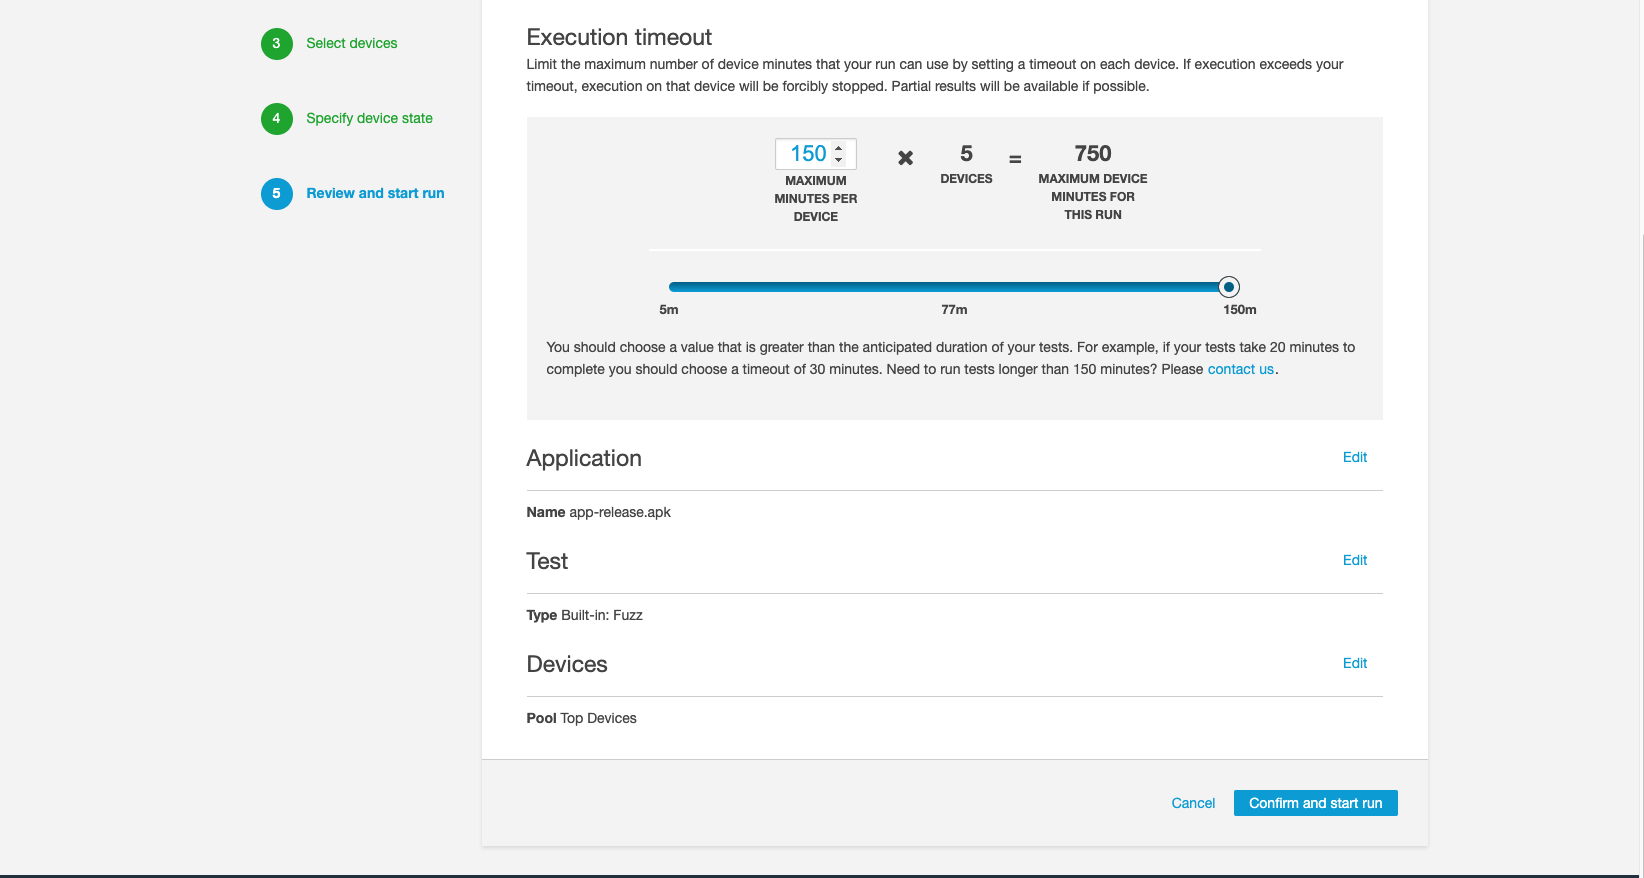 3 Select devices
4 Specify device state
5 Review and start run
Execution timeout
Limit the maximum number of device minutes that your run can use by setting a timeout on each device. If execution exceeds your
timeout, execution on that device will be forcibly stopped. Partial results will be available if possible.
150 ✖ 5 = 750
MAXIMUM MINUTES PER DEVICE
DEVICES
MAXIMUM DEVICE MINUTES FOR THIS RUN
5m 77m 150m
You should choose a value that is greater than the anticipated duration of your tests. For example, if your tests take 20 minutes to
complete you should choose a timeout of 30 minutes. Need to run tests longer than 150 minutes? Please contact us.
Application Edit
Name app-release.apk
Test Edit
Type Built-in: Fuzz
Devices Edit
Pool Top Devices
Cancel Confirm and start run